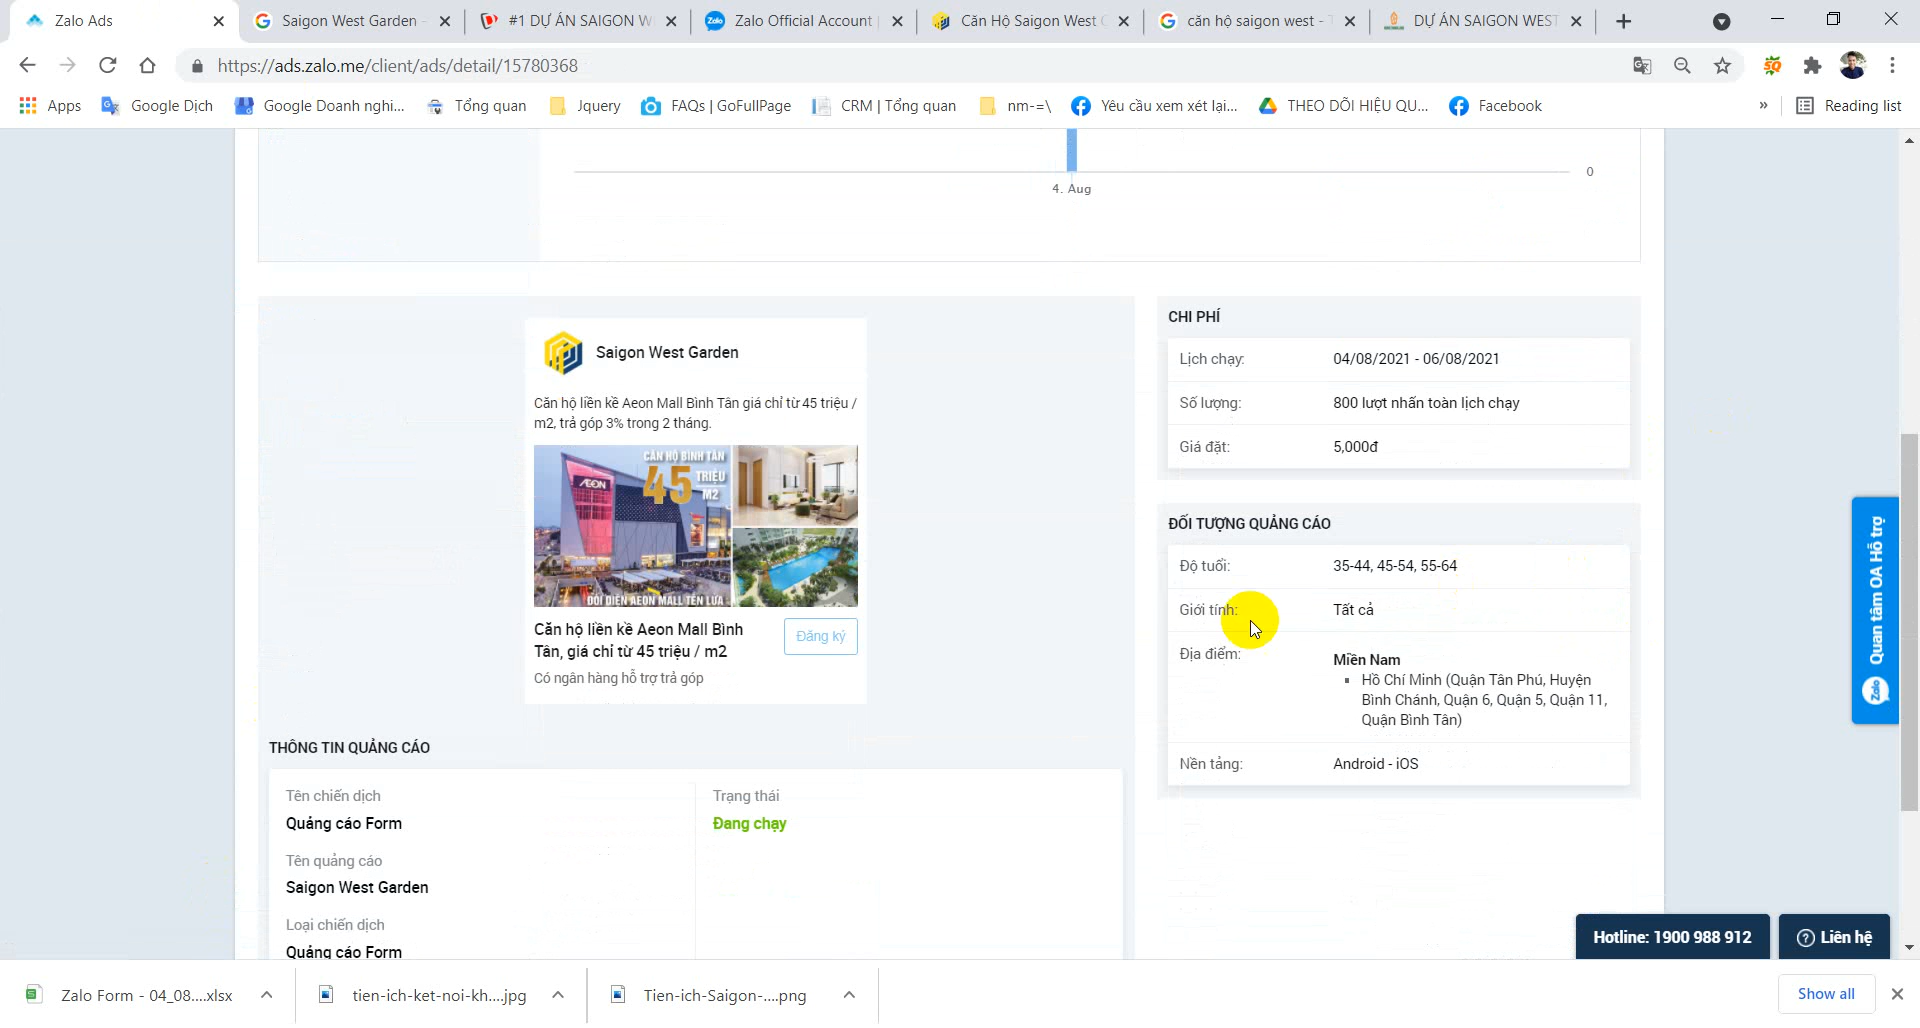 Zalo Ads
Saigon West Garden -
#1 DỰ ÁN SAIGON W
Zalo Official Account
Căn Hộ Saigon West G
căn hộ saigon west - T
DỰ ÁN SAIGON WEST
https://ads.zalo.me/client/ads/detail/15780368
Apps
Google Dịch
Google Doanh nghi...
Tổng quan
Jquery
FAQs | GoFullPage
CRM | Tổng quan
nm-=\
Yêu cầu xem xét lại...
THEO DÕI HIỆU QU...
Facebook
»
Reading list
0
4. Aug
Saigon West Garden
Căn hộ liền kề Aeon Mall Bình Tân giá chỉ từ 45 triệu /
m2, trả góp 3% trong 2 tháng.
CĂN HỘ BÌNH TÂN
45 TRIỆU
M2
ÆON
ĐỐI DIỆN AEON MALL TÊN LỬA
Căn hộ liền kề Aeon Mall Bình
Tân, giá chỉ từ 45 triệu / m2
Đăng ký
Có ngân hàng hỗ trợ trả góp
THÔNG TIN QUẢNG CÁO
Tên chiến dịch
Quảng cáo Form
Trạng thái
Đang chạy
Tên quảng cáo
Saigon West Garden
Loại chiến dịch
Quảng cáo Form
CHI PHÍ
Lịch chạy: 04/08/2021 - 06/08/2021
Số lượng: 800 lượt nhấn toàn lịch chạy
Giá đặt: 5,000đ
ĐỐI TƯỢNG QUẢNG CÁO
Độ tuổi: 35-44, 45-54, 55-64
Giới tính: Tất cả
Địa điểm: Miền Nam
Hồ Chí Minh (Quận Tân Phú, Huyện
Bình Chánh, Quận 6, Quận 5, Quận 11,
Quận Bình Tân)
Nền tảng: Android - iOS
Zalo Quan tâm OA Hỗ trợ
Hotline: 1900 988 912
Liên hệ
Zalo Form - 04_08....xlsx
tien-ich-ket-noi-kh....jpg
Tien-ich-Saigon-....png
Show all